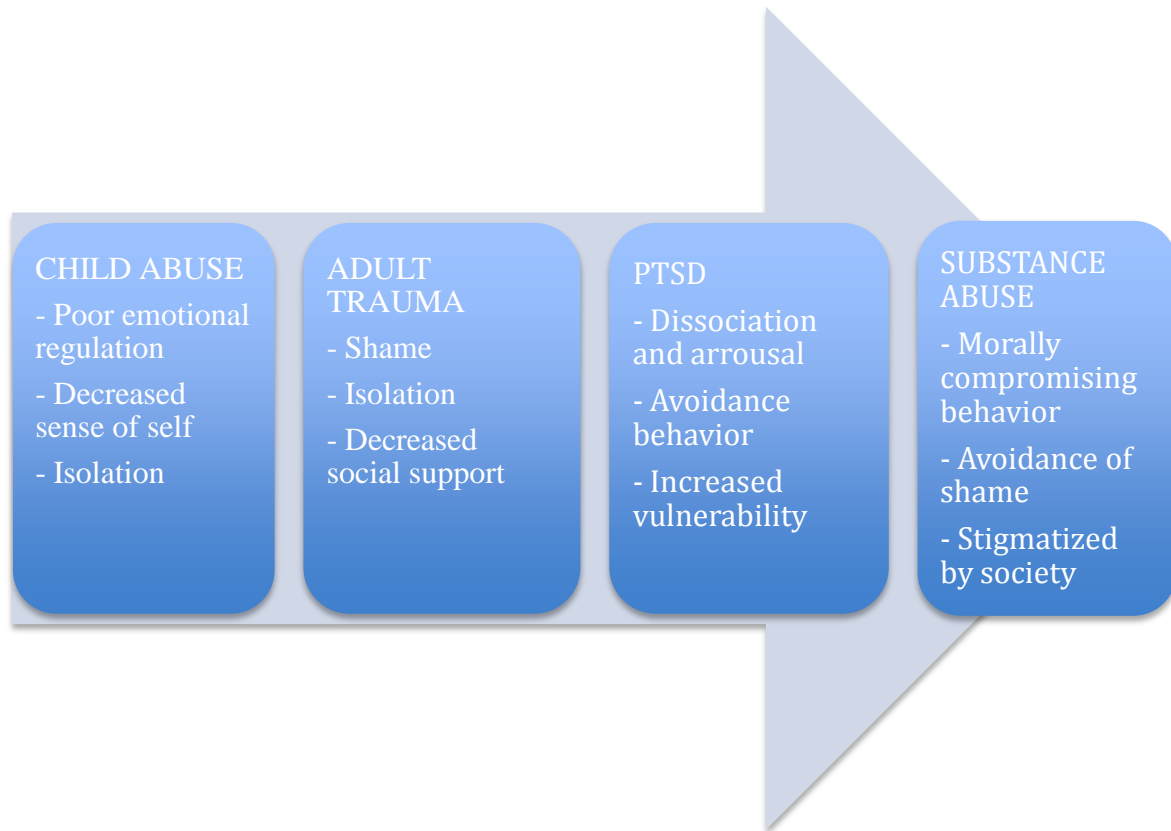 CHILD ABUSE
- Poor emotional
regulation
- Decreased
sense of self
- Isolation
ADULT
TRAUMA
- Shame
- Isolation
- Decreased
social support
PTSD
- Dissociation
and arrousal
- Avoidance
behavior
- Increased
vulnerability
SUBSTANCE
ABUSE
- Morally
compromising
behavior
- Avoidance of
shame
- Stigmatized
by society